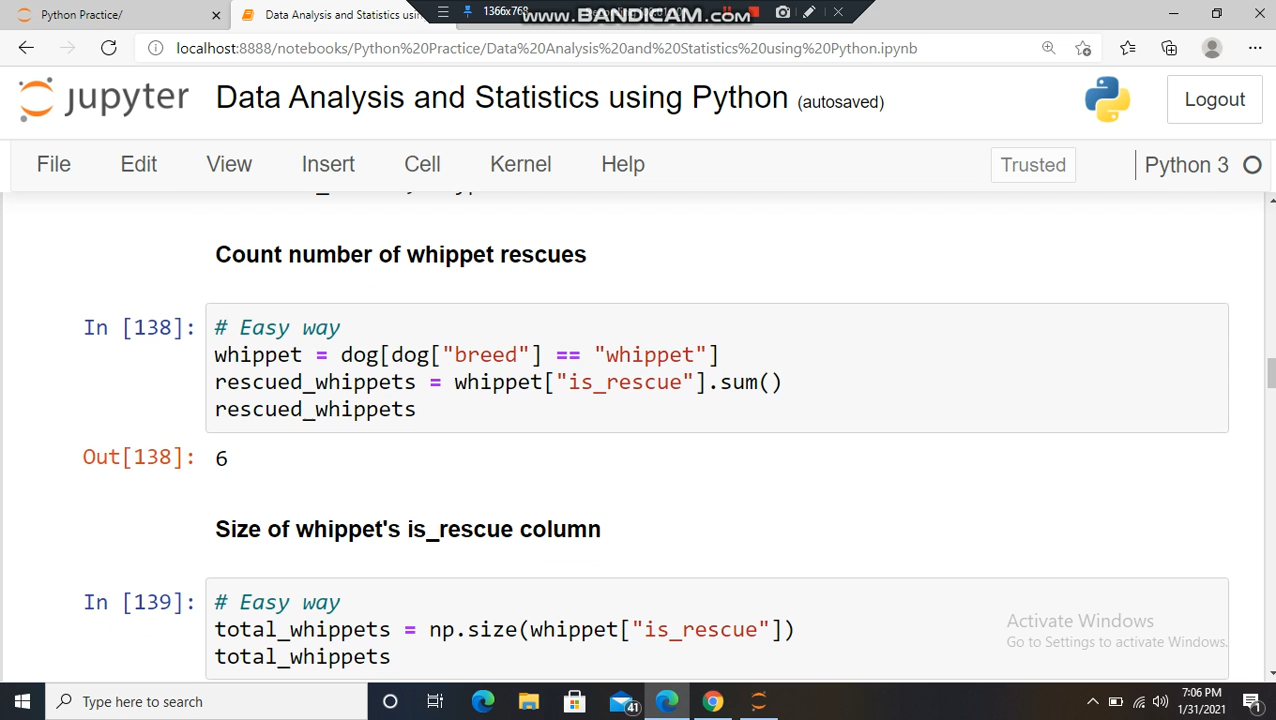 Python Practice/
Data Analysis and Statistics usin
1366x768
www.BANDICAM.com
localhost:8888/notebooks/Python%20Practice/Data%20Analysis%20and%20Statistics%20using%20Python.ipynb
jupyter
Data Analysis and Statistics using Python (autosaved)
Logout
File Edit View Insert Cell Kernel Help
Trusted
Python 3
Count number of whippet rescues
In [138]: # Easy way
whippet = dog[dog["breed"] == "whippet"]
rescued_whippets = whippet["is_rescue"].sum()
rescued_whippets
Out[138]: 6
Size of whippet's is_rescue column
In [139]: # Easy way
total_whippets = np.size(whippet["is_rescue"])
total_whippets
Activate Windows
Go to Settings to activate Windows.
Type here to search
41
7:06 PM
1/31/2021
1